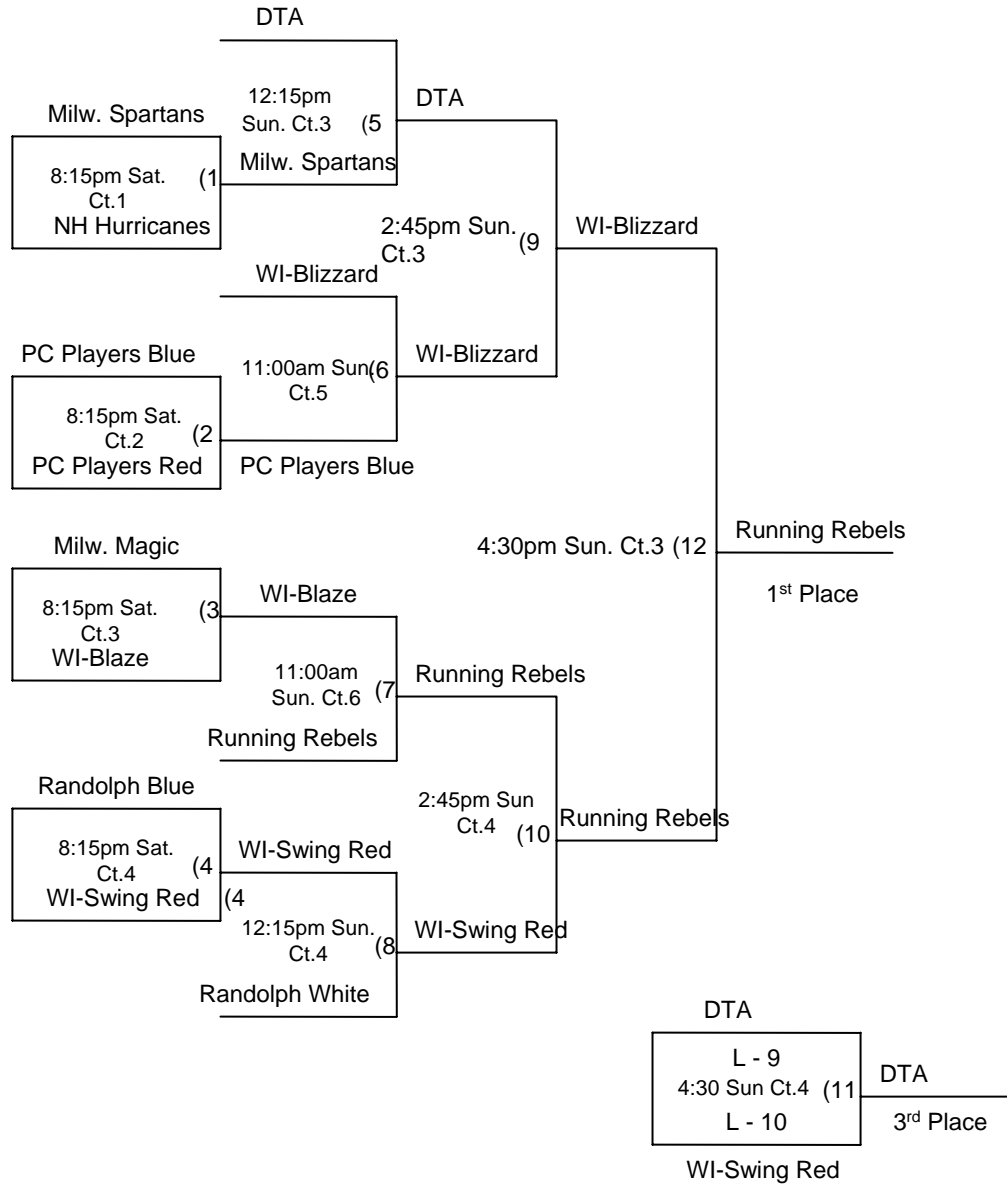 DTA
12:15pm
Sun. Ct.3 (5
DTA
Milw. Spartans
8:15pm Sat. (1
Ct.1
NH Hurricanes
Milw. Spartans
2:45pm Sun. (9
Ct.3
WI-Blizzard
WI-Blizzard
PC Players Blue
11:00am Sun. (6
Ct.5
WI-Blizzard
8:15pm Sat. (2
Ct.2
PC Players Red
PC Players Blue
Milw. Magic
4:30pm Sun. Ct.3 (12
Running Rebels
1st Place
8:15pm Sat. (3
Ct.3
WI-Blaze
WI-Blaze
11:00am
Sun. Ct.6 (7
Running Rebels
Running Rebels
Randolph Blue
2:45pm Sun
Ct.4 (10
Running Rebels
8:15pm Sat. (4
Ct.4
WI-Swing Red (4
WI-Swing Red
12:15pm Sun. (8
Ct.4
WI-Swing Red
Randolph White
DTA
L - 9
4:30 Sun Ct.4 (11
L - 10
DTA
3rd Place
WI-Swing Red